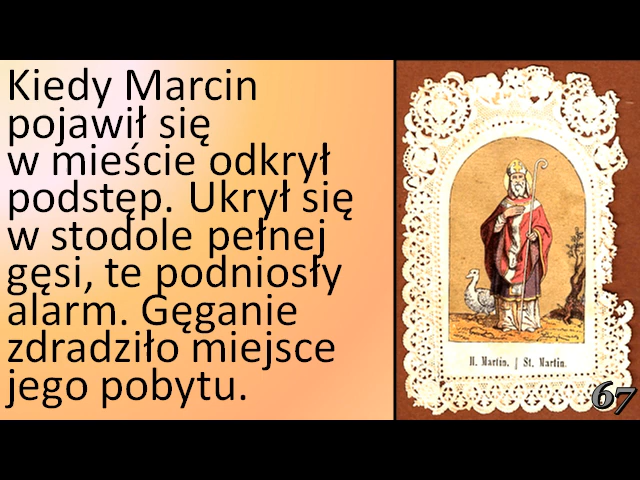 Kiedy Marcin
pojawił się
w mieście odkrył
podstęp. Ukrył się
w stodole pełnej
gęsi, te podniosły
alarm. Gęganie
zdradziło miejsce
jego pobytu.
H. Martin. | St. Martin.
67